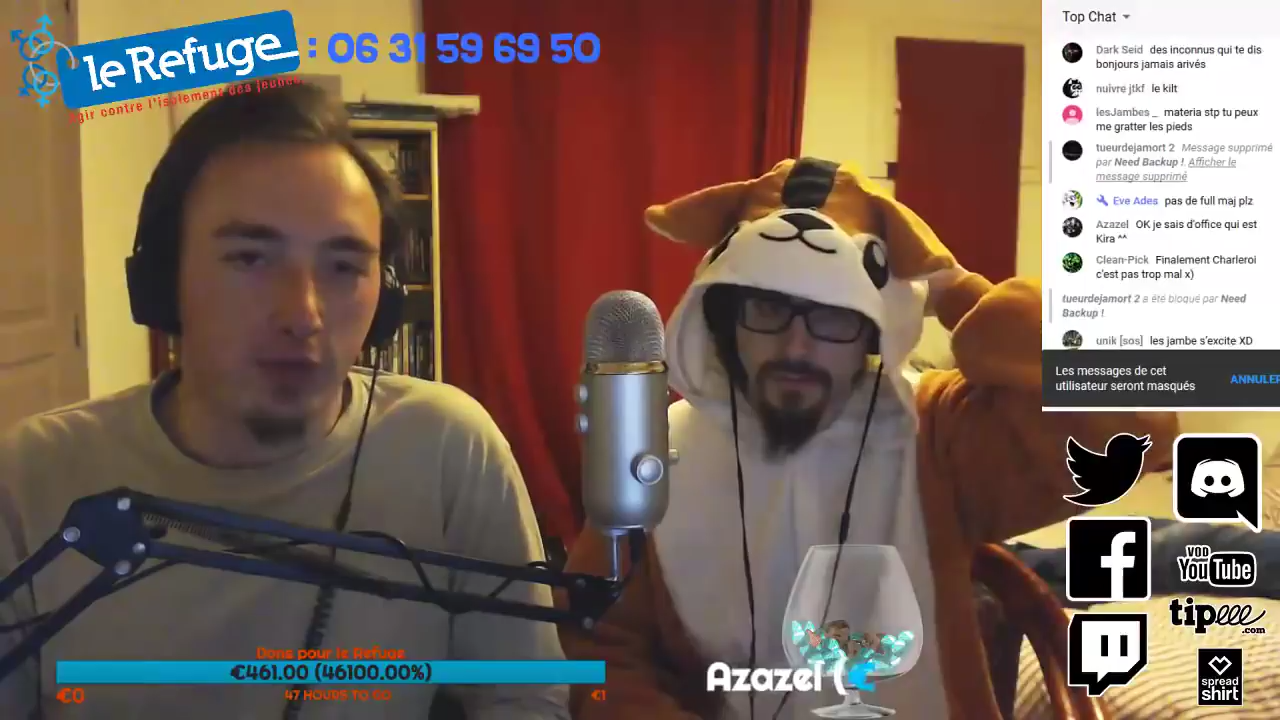 le Refuge : 06 31 59 69 50
Agir contre l'isolement des jeunes
Top Chat
Dark Seid des inconnus qui te dis
bonjours jamais arivés
nuivre jtkf le kilt
lesJambes _ materia stp tu peux
me gratter les pieds
tueurdejamort 2 Message supprimé
par Need Backup !. Afficher le
message supprimé
Eve Ades pas de full maj plz
Azazel OK je sais d'office qui est
Kira ^^
Clean-Pick Finalement Charleroi
c'est pas trop mal x)
tueurdejamort 2 a été bloqué par Need
Backup !.
unik [sos] les jambe s'excite XD
Les messages de cet
utilisateur seront masqués
ANNULER
VOD
YouTube
tipeee
.com
spread
shirt
Dons pour le Refuge
€461.00 (46100.00%)
€0 47 HOURS TO GO €1
Azazel (